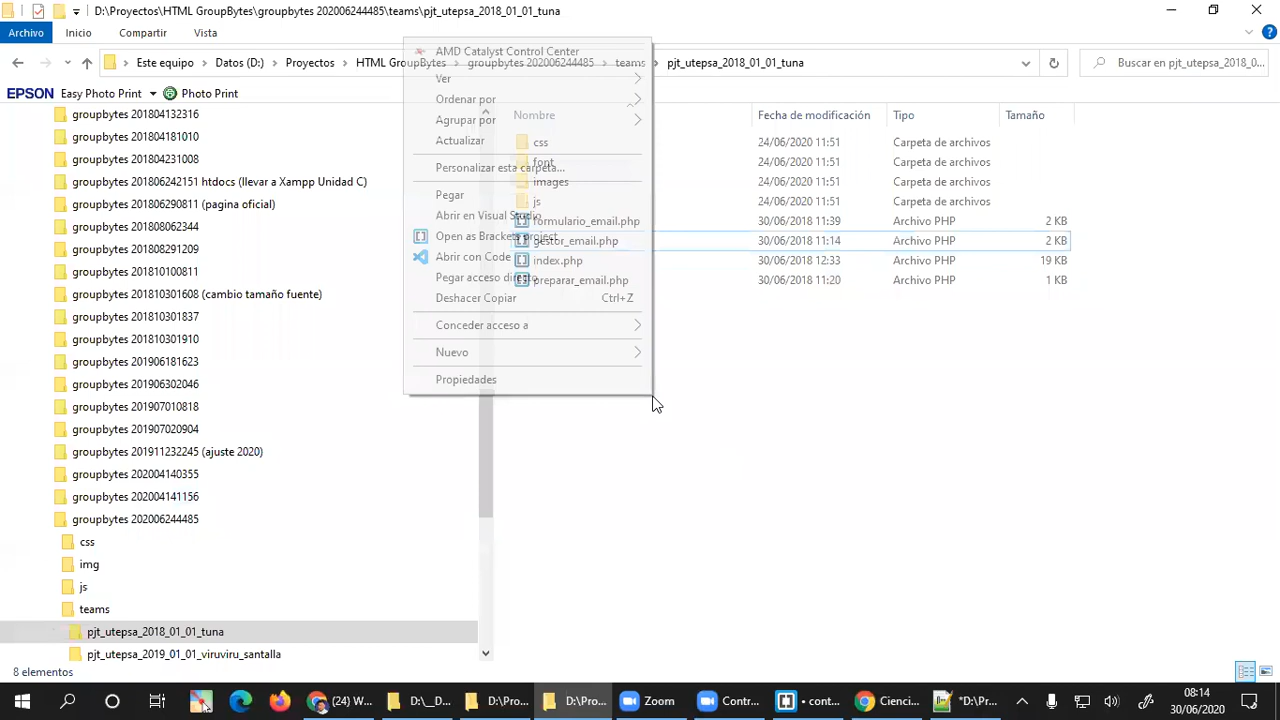 D:\Proyectos\HTML GroupBytes\groupbytes 202006244485\teams\pjt_utepsa_2018_01_01_tuna
Archivo Inicio Compartir Vista
Este equipo Datos (D:) Proyectos HTML GroupBytes groupbytes 202006244485 teams pjt_utepsa_2018_01_01_tuna Buscar en pjt_utepsa_2018_0...
EPSON Easy Photo Print Photo Print
groupbytes 201804132316
groupbytes 201804181010
groupbytes 201804231008
groupbytes 201806242151 htdocs (llevar a Xampp Unidad C)
groupbytes 201806290811 (pagina oficial)
groupbytes 201808062344
groupbytes 201808291209
groupbytes 201810100811
groupbytes 201810301608 (cambio tamaño fuente)
groupbytes 201810301837
groupbytes 201810301910
groupbytes 201906181623
groupbytes 201906302046
groupbytes 201907010818
groupbytes 201907020904
groupbytes 201911232245 (ajuste 2020)
groupbytes 202004140355
groupbytes 202004141156
groupbytes 202006244485
css
img
js
teams
pjt_utepsa_2018_01_01_tuna
pjt_utepsa_2019_01_01_viruviru_santalla
AMD Catalyst Control Center
Ver
Ordenar por
Agrupar por
Actualizar
Personalizar esta carpeta...
Pegar
Abrir en Visual Studio
Open as Brackets project
Abrir con Code
Pegar acceso directo
Deshacer Copiar Ctrl+Z
Conceder acceso a
Nuevo
Propiedades
Nombre Fecha de modificación Tipo Tamaño
css 24/06/2020 11:51 Carpeta de archivos
font 24/06/2020 11:51 Carpeta de archivos
images 24/06/2020 11:51 Carpeta de archivos
js 24/06/2020 11:51 Carpeta de archivos
formulario_email.php 30/06/2018 11:39 Archivo PHP 2 KB
gestor_email.php 30/06/2018 11:14 Archivo PHP 2 KB
index.php 30/06/2018 12:33 Archivo PHP 19 KB
preparar_email.php 30/06/2018 11:20 Archivo PHP 1 KB
8 elementos
(24) W... D:\__D... D:\Pro... D:\Pro... Zoom Contr... • cont... Cienci... *D:\Pr... 08:14
30/06/2020